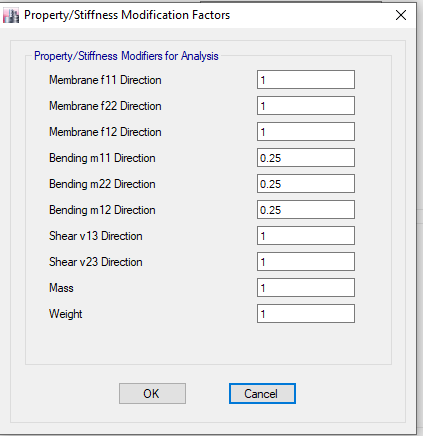 Property/Stiffness Modification Factors
Property/Stiffness Modifiers for Analysis
Membrane f11 Direction 1
Membrane f22 Direction 1
Membrane f12 Direction 1
Bending m11 Direction 0.25
Bending m22 Direction 0.25
Bending m12 Direction 0.25
Shear v13 Direction 1
Shear v23 Direction 1
Mass 1
Weight 1
OK Cancel